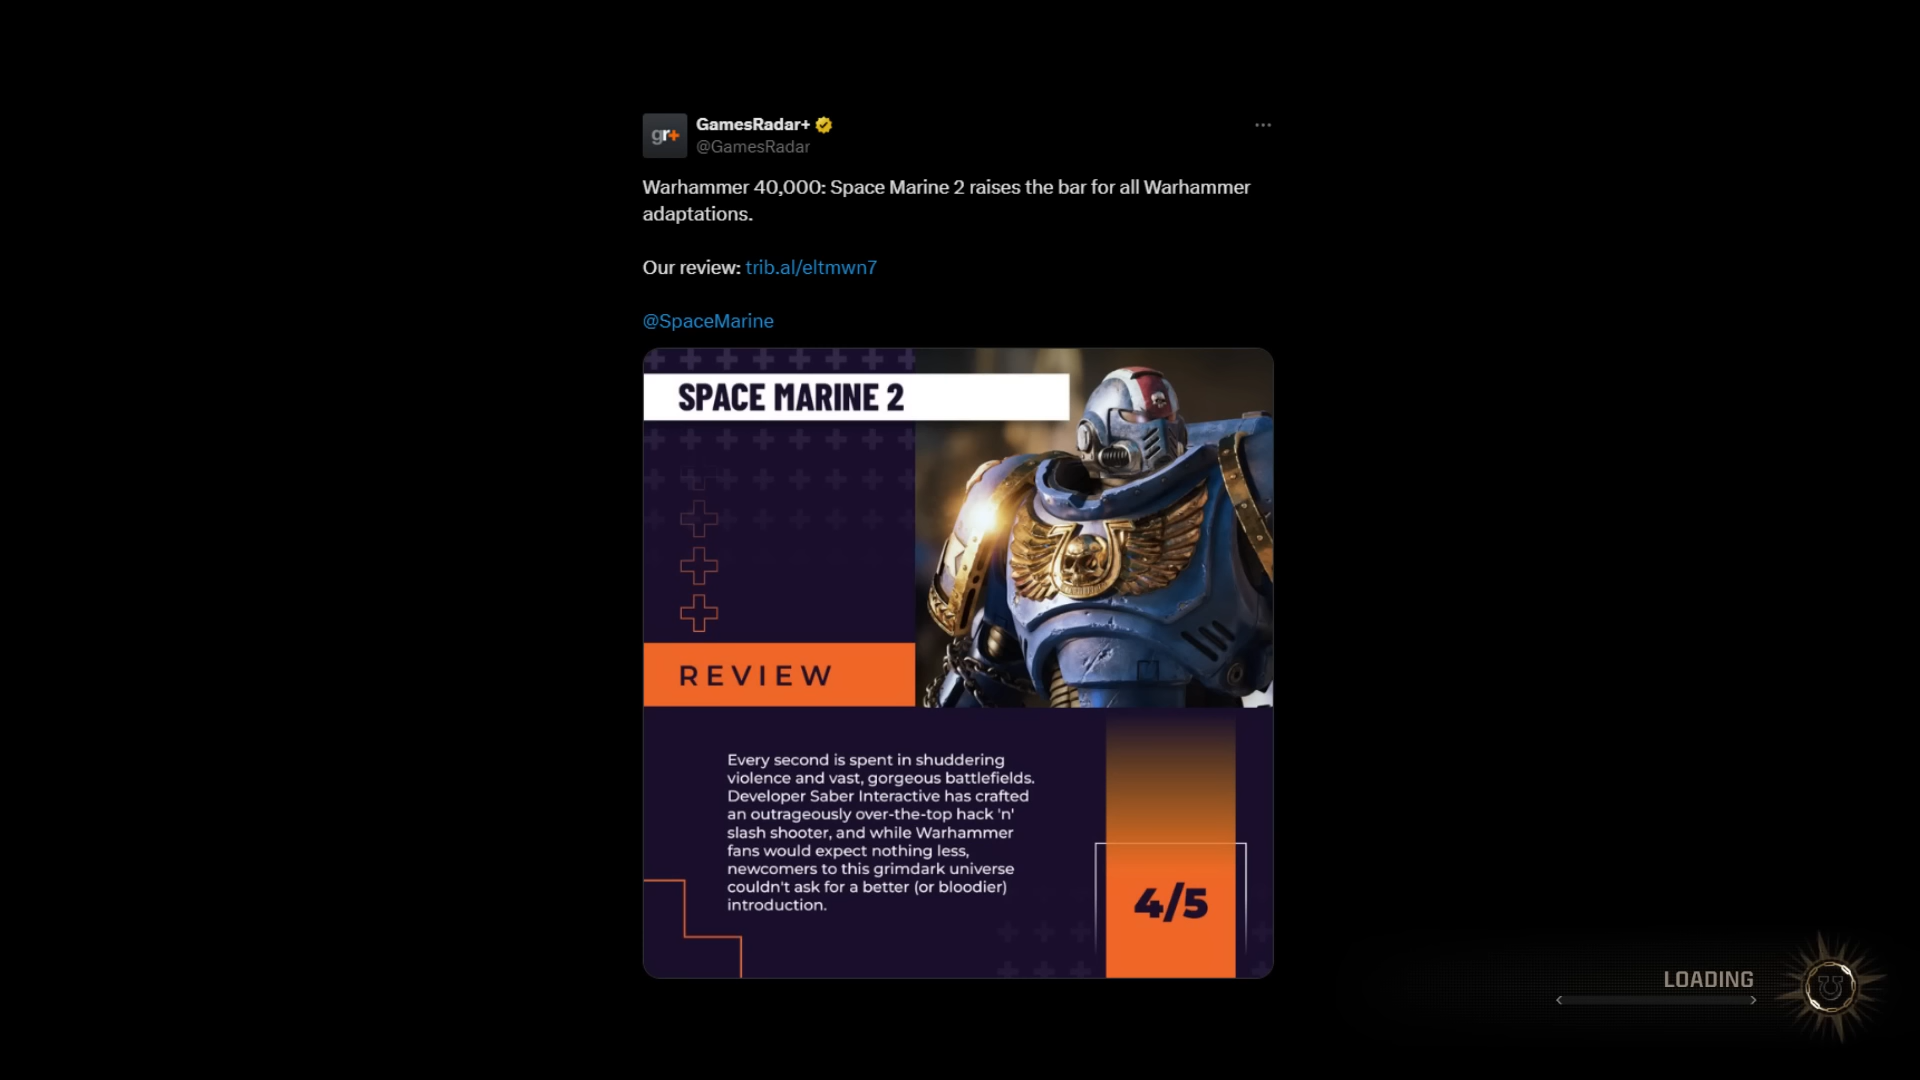 gr+
GamesRadar+
@GamesRadar
Warhammer 40,000: Space Marine 2 raises the bar for all Warhammer
adaptations.
Our review: trib.al/eltmwn7
@SpaceMarine
SPACE MARINE 2
REVIEW
Every second is spent in shuddering
violence and vast, gorgeous battlefields.
Developer Saber Interactive has crafted
an outrageously over-the-top hack 'n'
slash shooter, and while Warhammer
fans would expect nothing less,
newcomers to this grimdark universe
couldn't ask for a better (or bloodier)
introduction.
4/5
LOADING